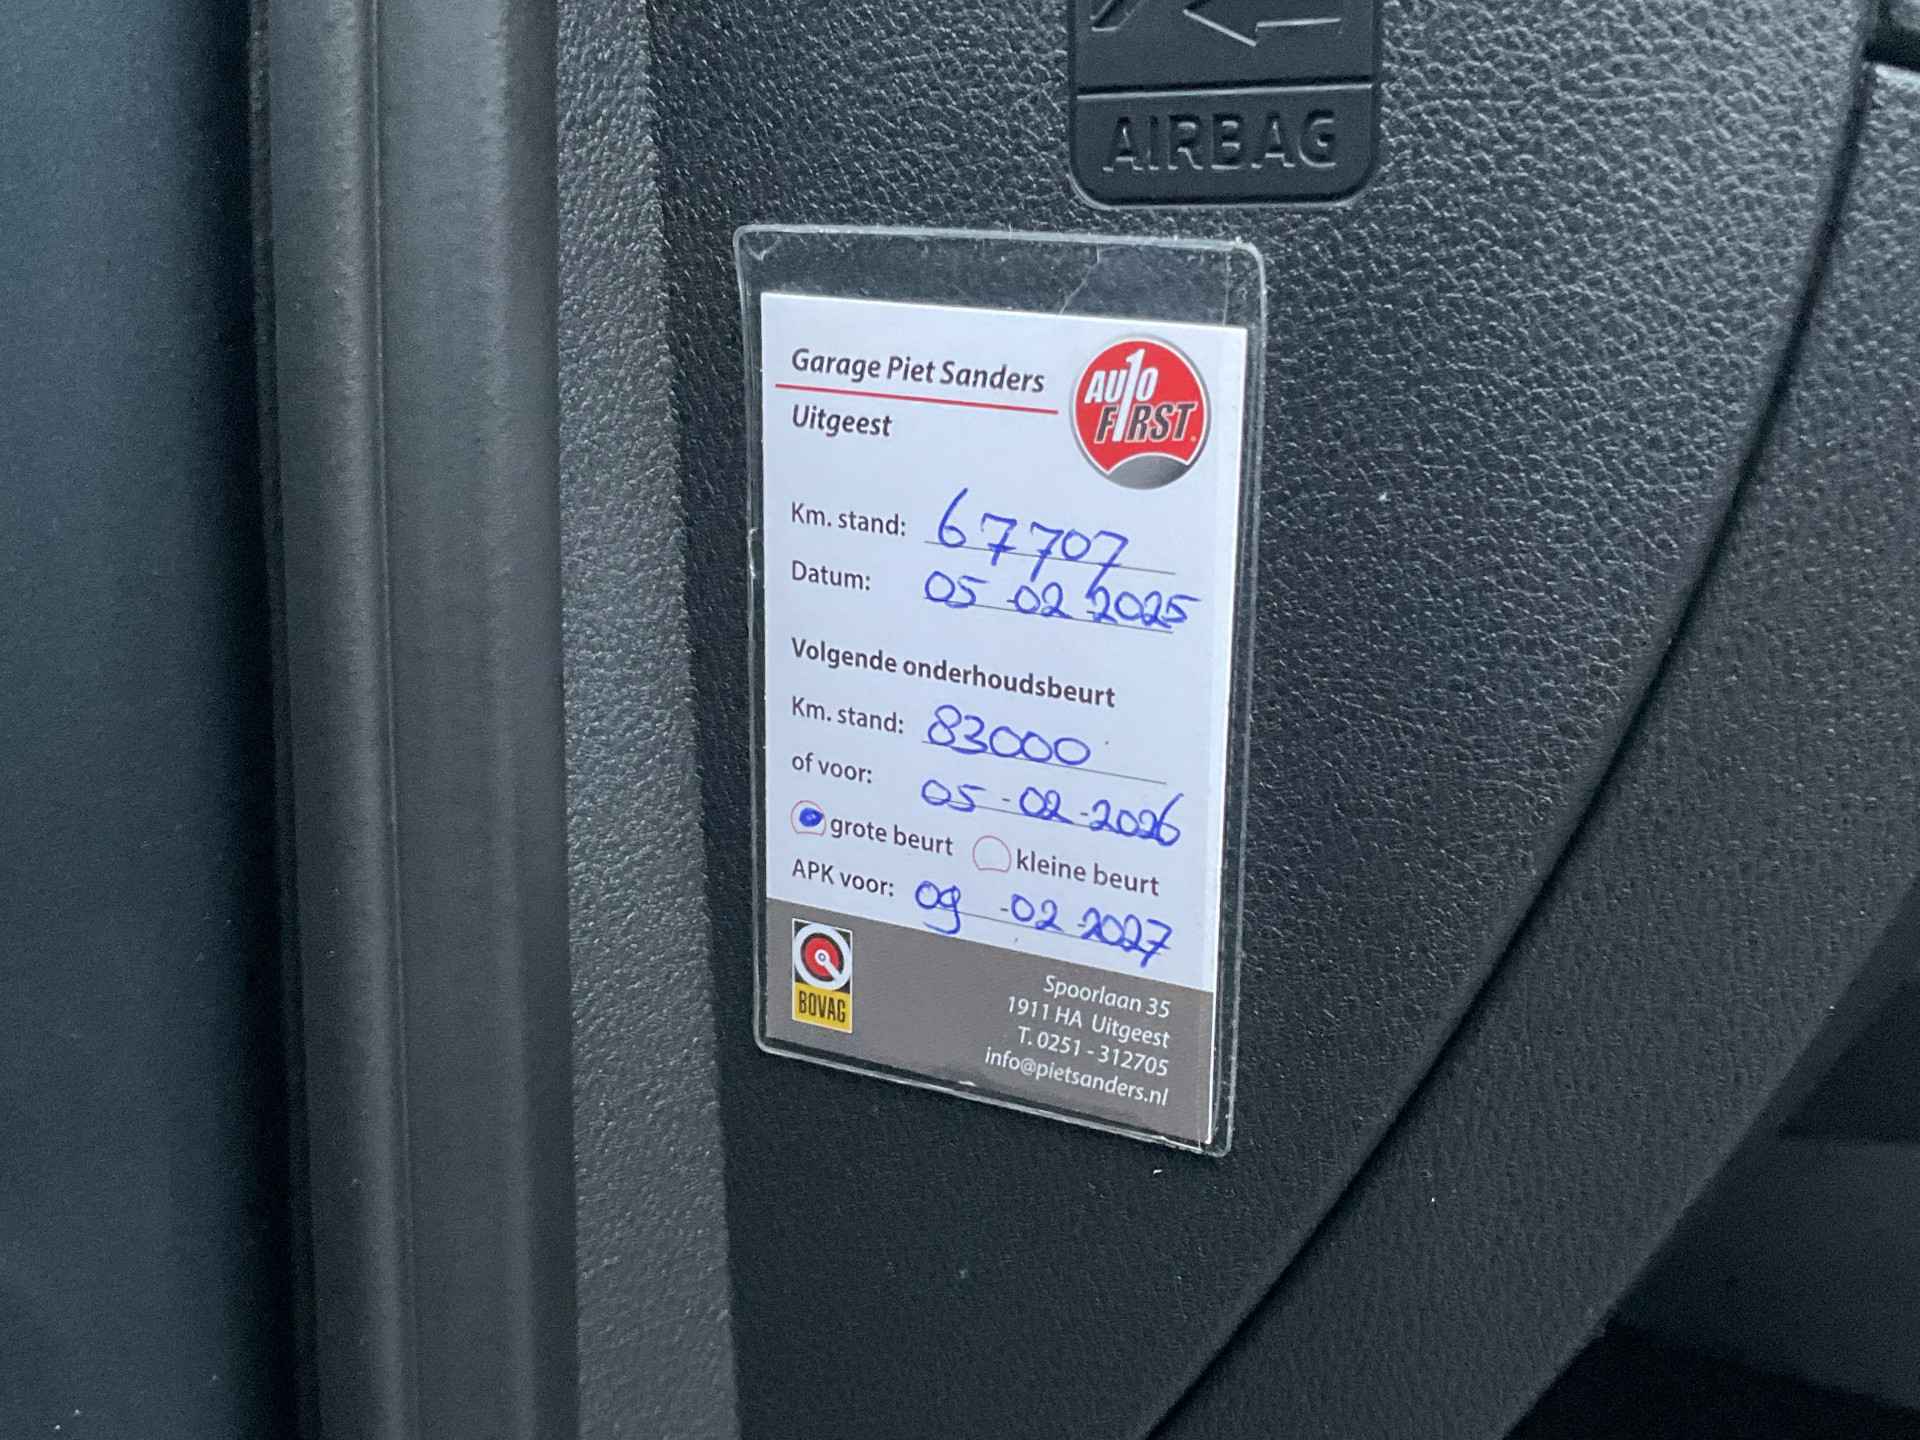 AIRBAG
Garage Piet Sanders
Uitgeest
AUTO
FIRST
Km. stand: 67707
Datum: 05-02-2025
Volgende onderhoudsbeurt
Km. stand: 83000
of voor: 05-02-2026
grote beurt kleine beurt
APK voor: 09-02-2027
BOVAG
Spoorlaan 35
1911 HA Uitgeest
T. 0251 - 312705
info@pietsanders.nl